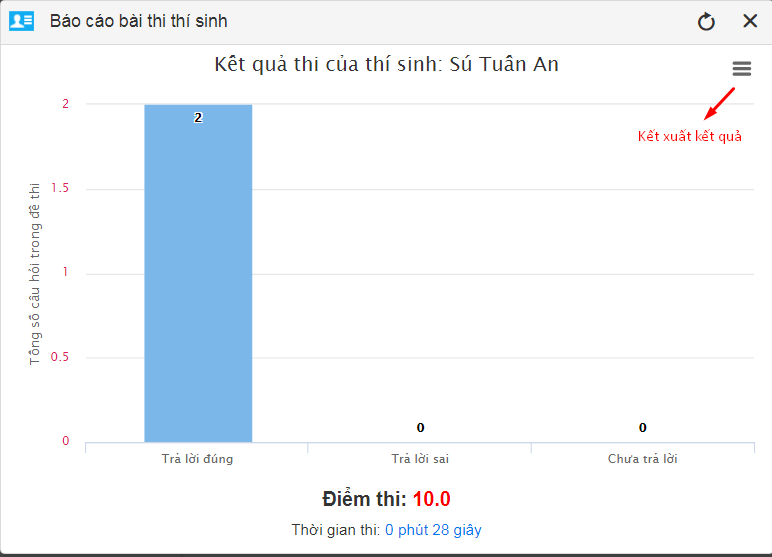 Báo cáo bài thi thí sinh
Kết quả thi của thí sinh: Sú Tuân An
Kết xuất kết quả
Tổng số câu hỏi trong đề thi
2
1.5
1
0.5
0
2
0
0
Trả lời đúng
Trả lời sai
Chưa trả lời
Điểm thi: 10.0
Thời gian thi: 0 phút 28 giây